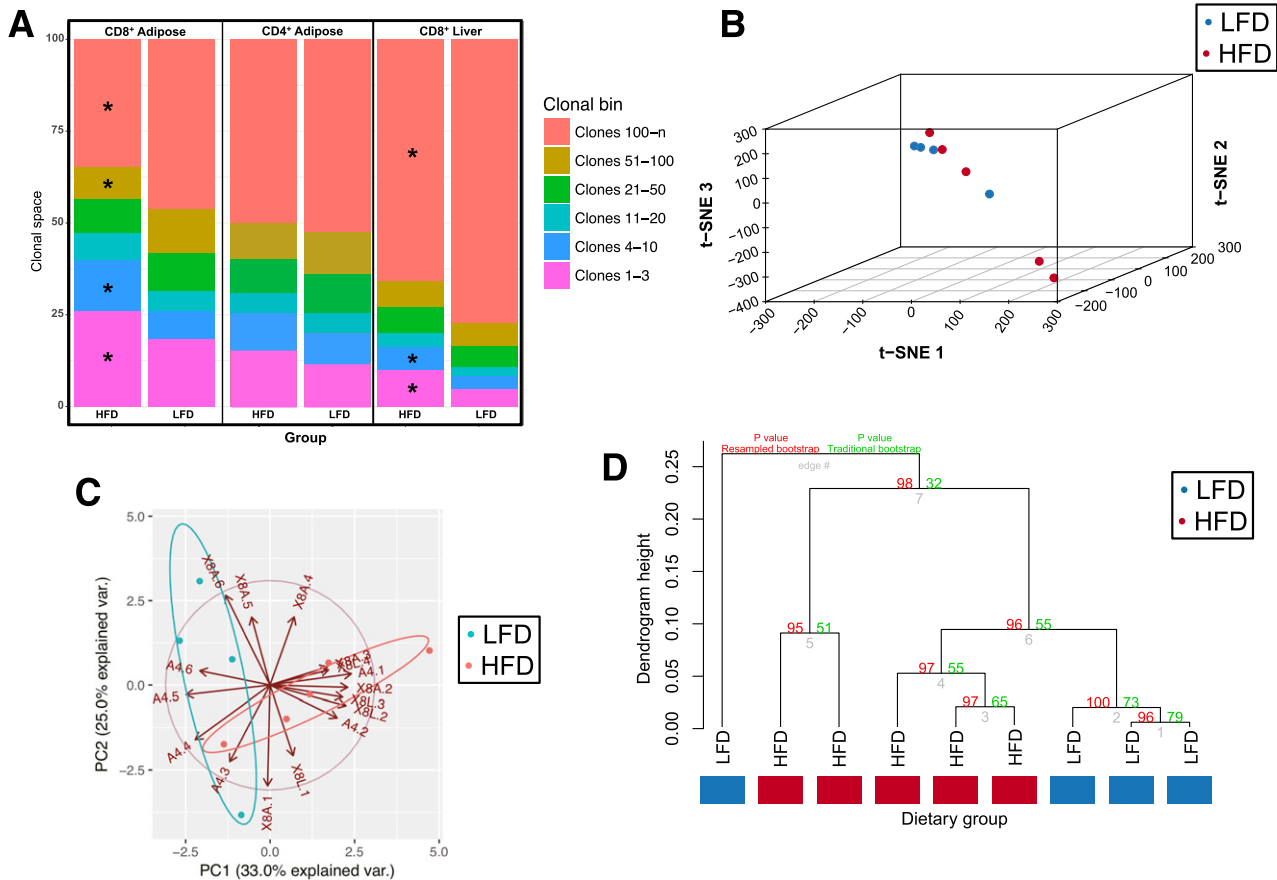 A
CD8⁺ Adipose
CD4⁺ Adipose
CD8⁺ Liver
100
75
50
25
0
Clonal space
*
*
*
*
*
*
*
HFD
LFD
HFD
LFD
HFD
LFD
Group
Clonal bin
Clones 100−n
Clones 51−100
Clones 21−50
Clones 11−20
Clones 4−10
Clones 1−3
B
LFD
HFD
300
200
100
0
−100
−200
−300
−400
t−SNE 3
−300
−200
−100
0
100
200
300
t−SNE 1
−200
−100
0
100
200
300
t−SNE 2
C
5.0
2.5
0.0
−2.5
PC2 (25.0% explained var.)
X8A.6
X8A.5
X8A.4
X8A.3
X8L.4
A4.1
X8A.2
X8L.3
X8L.2
A4.2
A4.6
A4.5
A4.4
A4.3
X8A.1
X8L.1
−2.5
0.0
2.5
5.0
PC1 (33.0% explained var.)
LFD
HFD
D
P value
Resampled bootstrap
P value
Traditional bootstrap
edge #
0.25
0.20
0.15
0.10
0.05
0.00
Dendrogram height
98 32
7
95 51
5
96 55
6
97 55
4
97 65
3
100 73
2
96 79
1
LFD
HFD
HFD
HFD
HFD
HFD
LFD
LFD
LFD
Dietary group
LFD
HFD